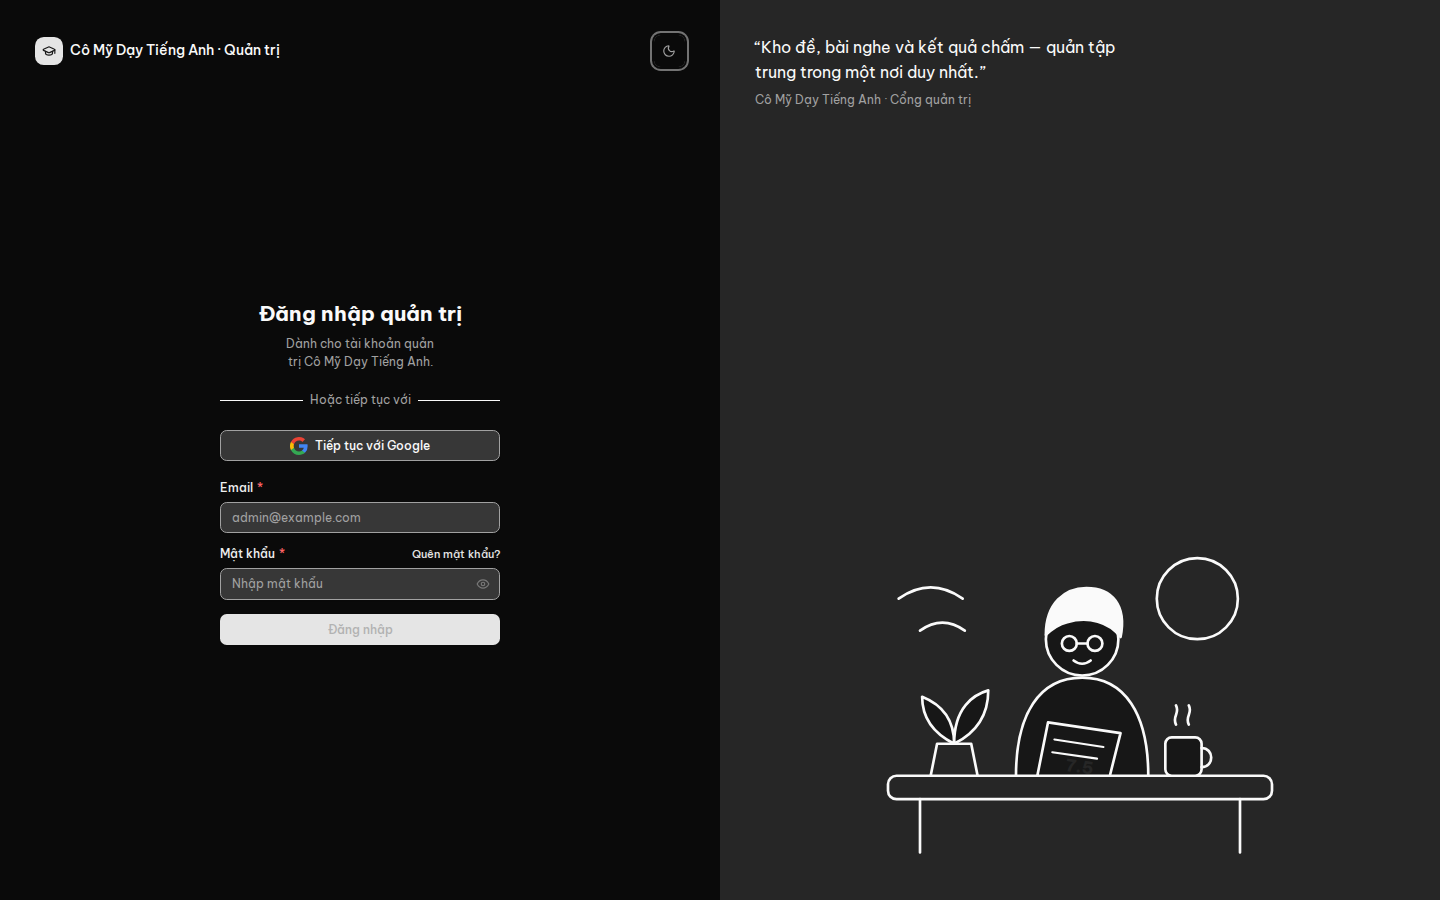 Cô Mỹ Dạy Tiếng Anh · Quản trị
Đăng nhập quản trị
Dành cho tài khoản quản
trị Cô Mỹ Dạy Tiếng Anh.
Hoặc tiếp tục với
Tiếp tục với Google
Email *
admin@example.com
Mật khẩu *
Quên mật khẩu?
Nhập mật khẩu
Đăng nhập
“Kho đề, bài nghe và kết quả chấm — quản tập
trung trong một nơi duy nhất.”
Cô Mỹ Dạy Tiếng Anh · Cổng quản trị
7.5